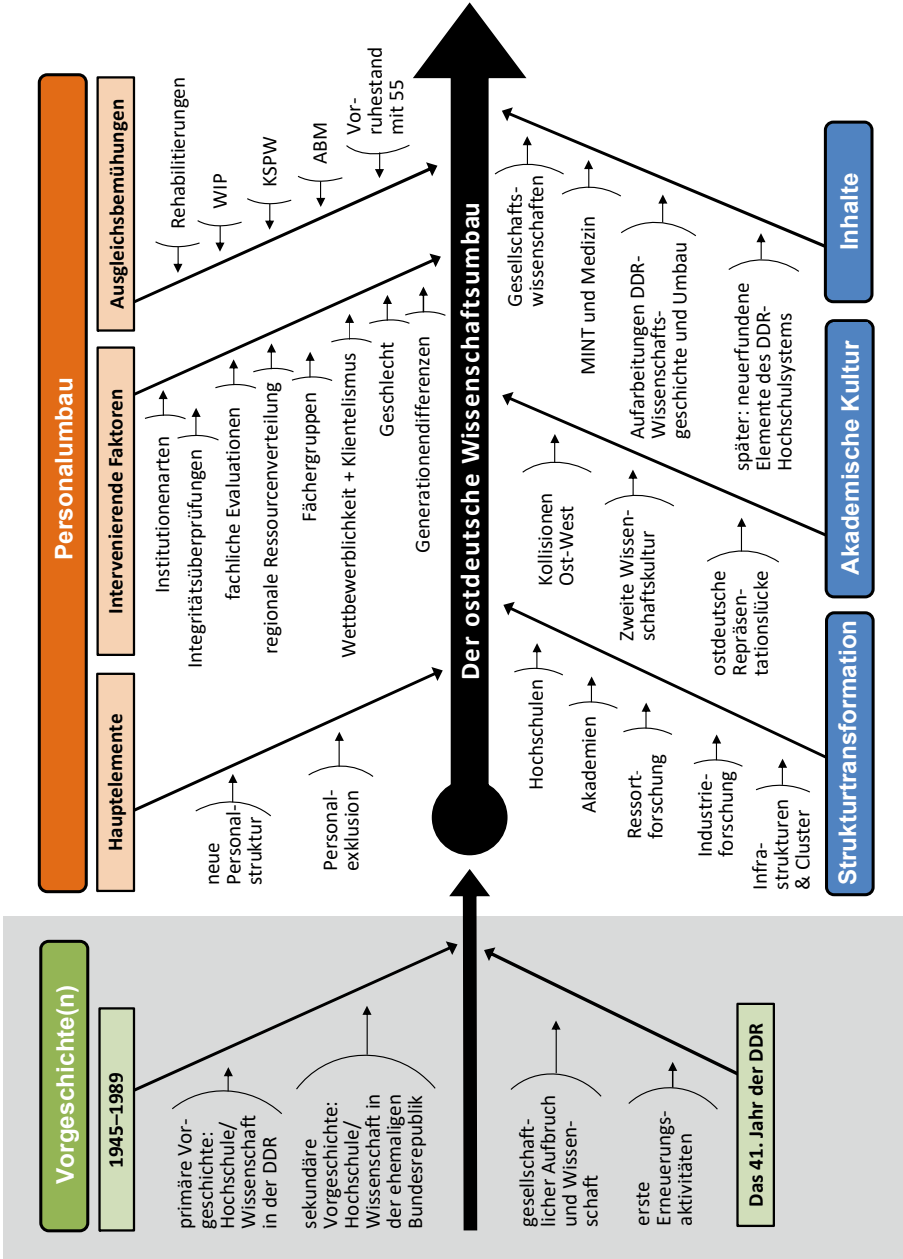 Vorgeschichte(n)
1945–1989
primäre Vor-
geschichte:
Hochschule/
Wissenschaft
in der DDR
sekundäre
Vorgeschichte:
Hochschule/
Wissenschaft in
der ehemaligen
Bundesrepublik
gesellschaft-
licher Aufbruch
und Wissen-
schaft
erste
Erneuerungs-
aktivitäten
Das 41. Jahr der DDR
Personalumbau
Hauptelemente
neue
Personal-
struktur
Personal-
exklusion
Intervenierende Faktoren
Institutionenarten
Integritätsüberprüfungen
fachliche Evaluationen
regionale Ressourcenverteilung
Fächergruppen
Wettbewerblichkeit + Klientelismus
Geschlecht
Generationendifferenzen
Ausgleichsbemühungen
Rehabilitierungen
WIP
KSPW
ABM
Vor-
ruhestand
mit 55
Der ostdeutsche Wissenschaftsumbau
Hochschulen
Akademien
Ressort-
forschung
Industrie-
forschung
Infra-
strukturen
& Cluster
Strukturtransformation
Kollisionen
Ost-West
Zweite Wissen-
schaftskultur
ostdeutsche
Repräsen-
tationslücke
Akademische Kultur
Gesellschafts-
wissenschaften
MINT und Medizin
Aufarbeitungen DDR-
Wissenschafts-
geschichte und Umbau
später: neuerfundene
Elemente des DDR-
Hochschulsystems
Inhalte